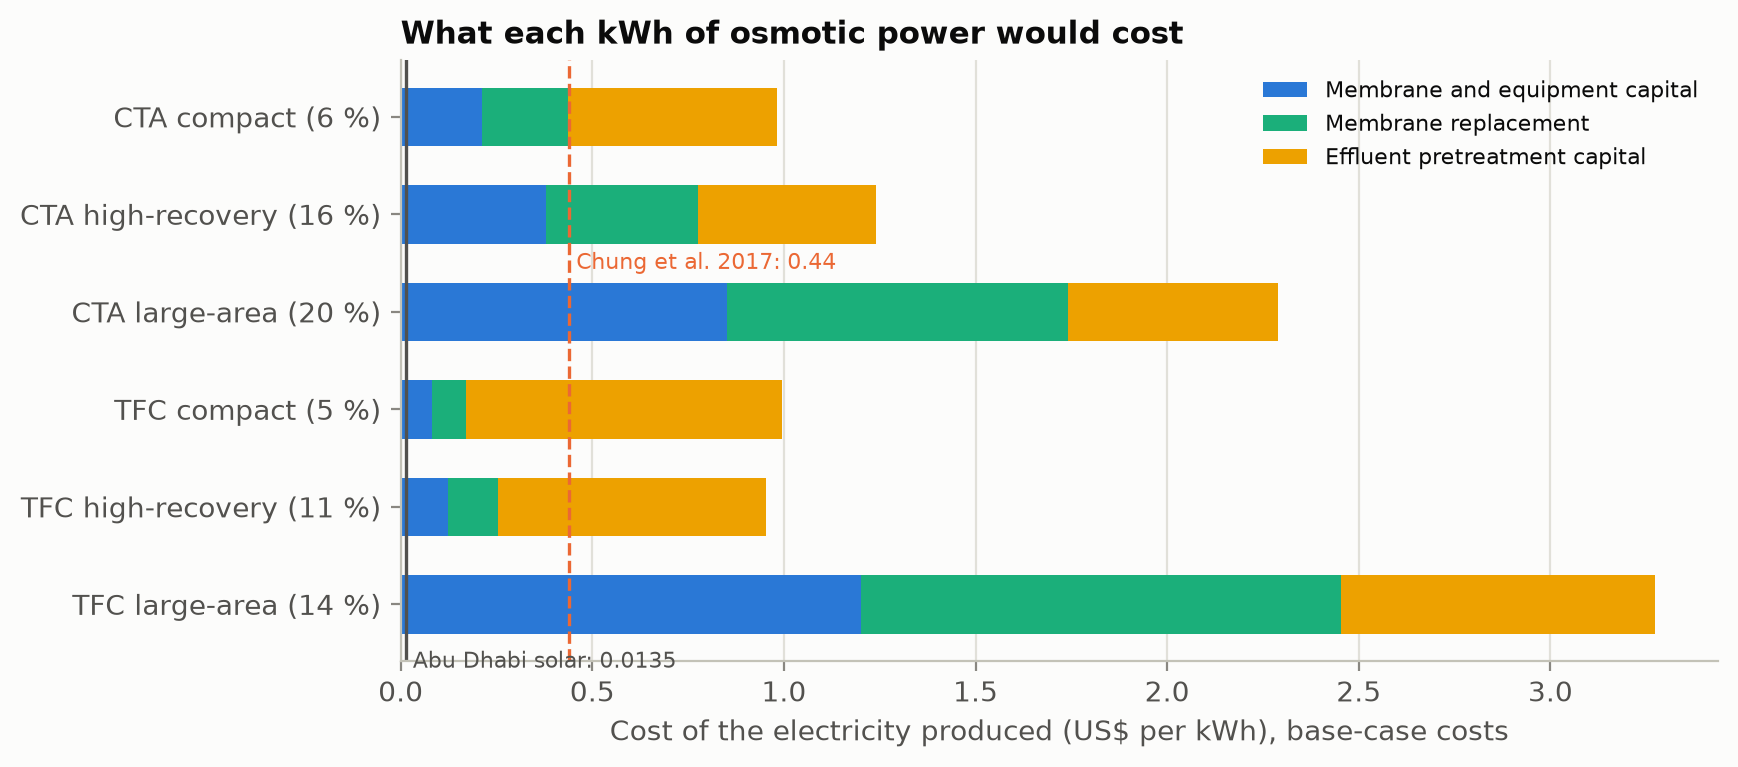 What each kWh of osmotic power would cost
Membrane and equipment capital
Membrane replacement
Effluent pretreatment capital
CTA compact (6 %)
CTA high-recovery (16 %)
Chung et al. 2017: 0.44
CTA large-area (20 %)
TFC compact (5 %)
TFC high-recovery (11 %)
TFC large-area (14 %)
Abu Dhabi solar: 0.0135
0.0 0.5 1.0 1.5 2.0 2.5 3.0
Cost of the electricity produced (US$ per kWh), base-case costs